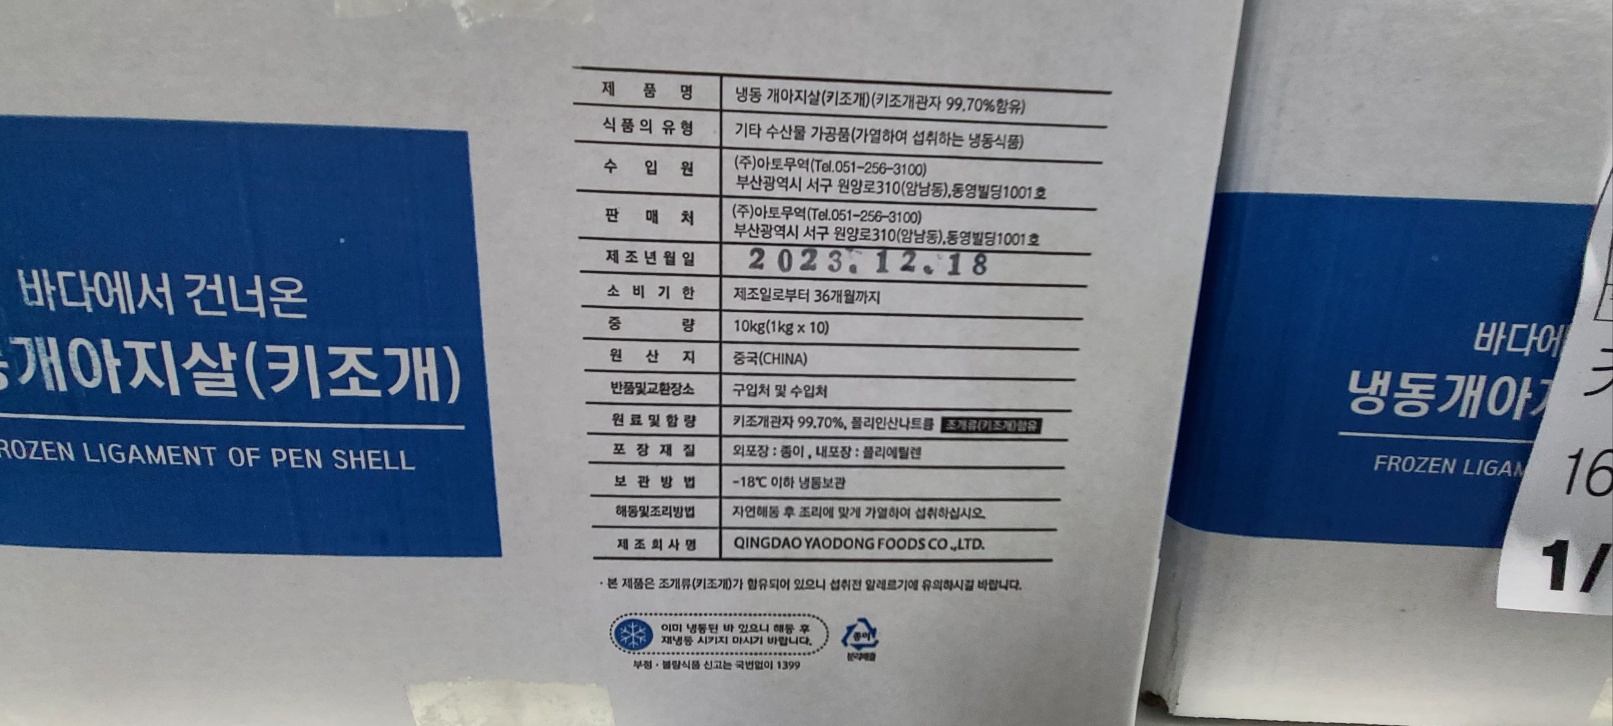 바다에서 건너온
개아지살(키조개)
ROZEN LIGAMENT OF PEN SHELL
제 품 명 냉동 개아지살(키조개)(키조개관자 99.70%함유)
식품의 유형 기타 수산물 가공품(가열하여 섭취하는 냉동식품)
수 입 원 (주)아토무역(Tel.051-256-3100)
부산광역시 서구 원양로310(암남동),동영빌딩1001호
판 매 처 (주)아토무역(Tel.051-256-3100)
부산광역시 서구 원양로310(암남동),동영빌딩1001호
제조년월일 2023.12.18
소 비 기 한 제조일로부터 36개월까지
중 량 10kg(1kg x 10)
원 산 지 중국(CHINA)
반품및교환장소 구입처 및 수입처
원료및함량 키조개관자 99.70%, 폴리인산나트륨 조개류(키조개)함유
포 장 재 질 외포장 : 종이 , 내포장 : 폴리에틸렌
보 관 방 법 -18℃ 이하 냉동보관
해동및조리방법 자연해동 후 조리에 맞게 가열하여 섭취하십시오.
제조회사명 QINGDAO YAODONG FOODS CO.,LTD.
· 본 제품은 조개류(키조개)가 함유되어 있으니 섭취전 알레르기에 유의하시길 바랍니다.
이미 냉동된 바 있으니 해동 후
재냉동 시키지 마시기 바랍니다.
종이
분리배출
부정 · 불량식품 신고는 국번없이 1399
바다에
냉동개아
FROZEN LIGAM
16
1/